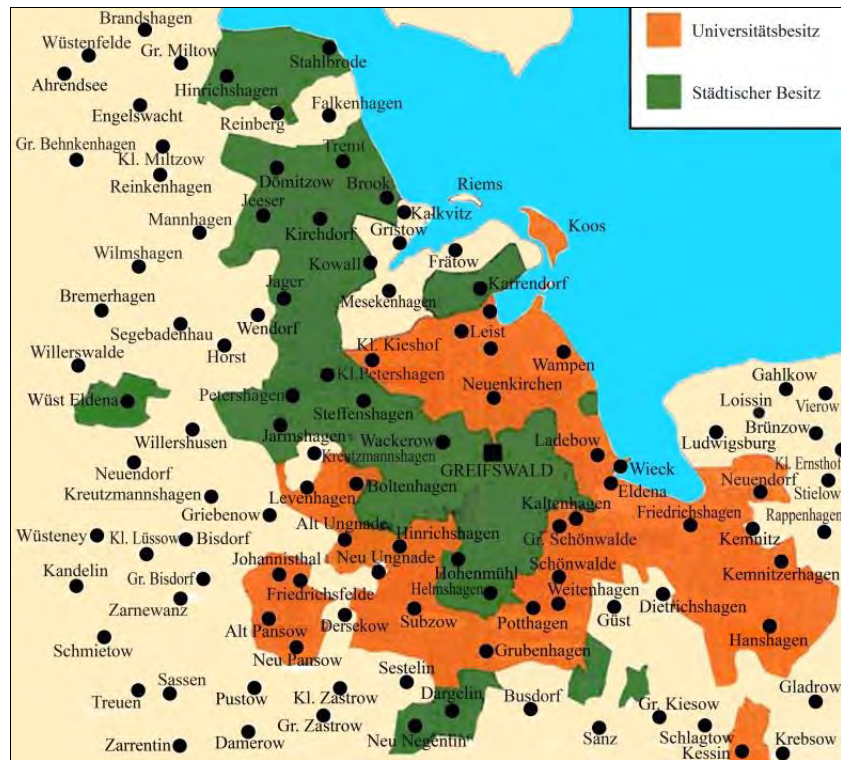 Brandshagen
Wüstenfelde
Gr. Miltow
Stahlbrode
Universitätsbesitz
Ahrendsee
Hinrichshagen
Städtischer Besitz
Engelswacht
Reinberg
Falkenhagen
Gr. Behnkenhagen
Kl. Miltzow
Tremt
Reinkenhagen
Dömitzow
Brook
Riems
Jeeser
Kalkvitz
Mannhagen
Kirchdorf
Gristow
Koos
Wilmshagen
Kowall
Frätow
Jager
Karrendorf
Bremerhagen
Mesekenhagen
Segebadenhau
Wendorf
Leist
Willerswalde
Horst
Kl. Kieshof
Wampen
Kl.Petershagen
Gahlkow
Wüst Eldena
Petershagen
Neuenkirchen
Loissin
Vierow
Steffenshagen
Brünzow
Willershusen
Jarmshagen
Wackerow
Ladebow
Ludwigsburg
Kreutzmannshagen
GREIFSWALD
Wieck
Kl. Ernsthof
Neuendorf
Boltenhagen
Eldena
Neuendorf
Stielow
Kreutzmannshagen
Levenhagen
Kaltenhagen
Friedrichshagen
Rappenhagen
Griebenow
Alt Ungnade
Hinrichshagen
Gr. Schönwalde
Kemnitz
Wüsteney
Kl. Lüssow
Bisdorf
Johannisthal
Neu Ungnade
Hohenmühl
Schönwalde
Kemnitzerhagen
Kandelin
Gr. Bisdorf
Friedrichsfelde
Helmshagen
Weitenhagen
Zarnewanz
Dersekow
Subzow
Potthagen
Güst
Dietrichshagen
Schmietow
Alt Pansow
Hanshagen
Neu Pansow
Grubenhagen
Sassen
Sestelin
Treuen
Pustow
Kl. Zastrow
Dargelin
Busdorf
Gr. Kiesow
Gladrow
Gr. Zastrow
Zarrentin
Damerow
Neu Negentin
Sanz
Schlagtow
Kessin
Krebsow